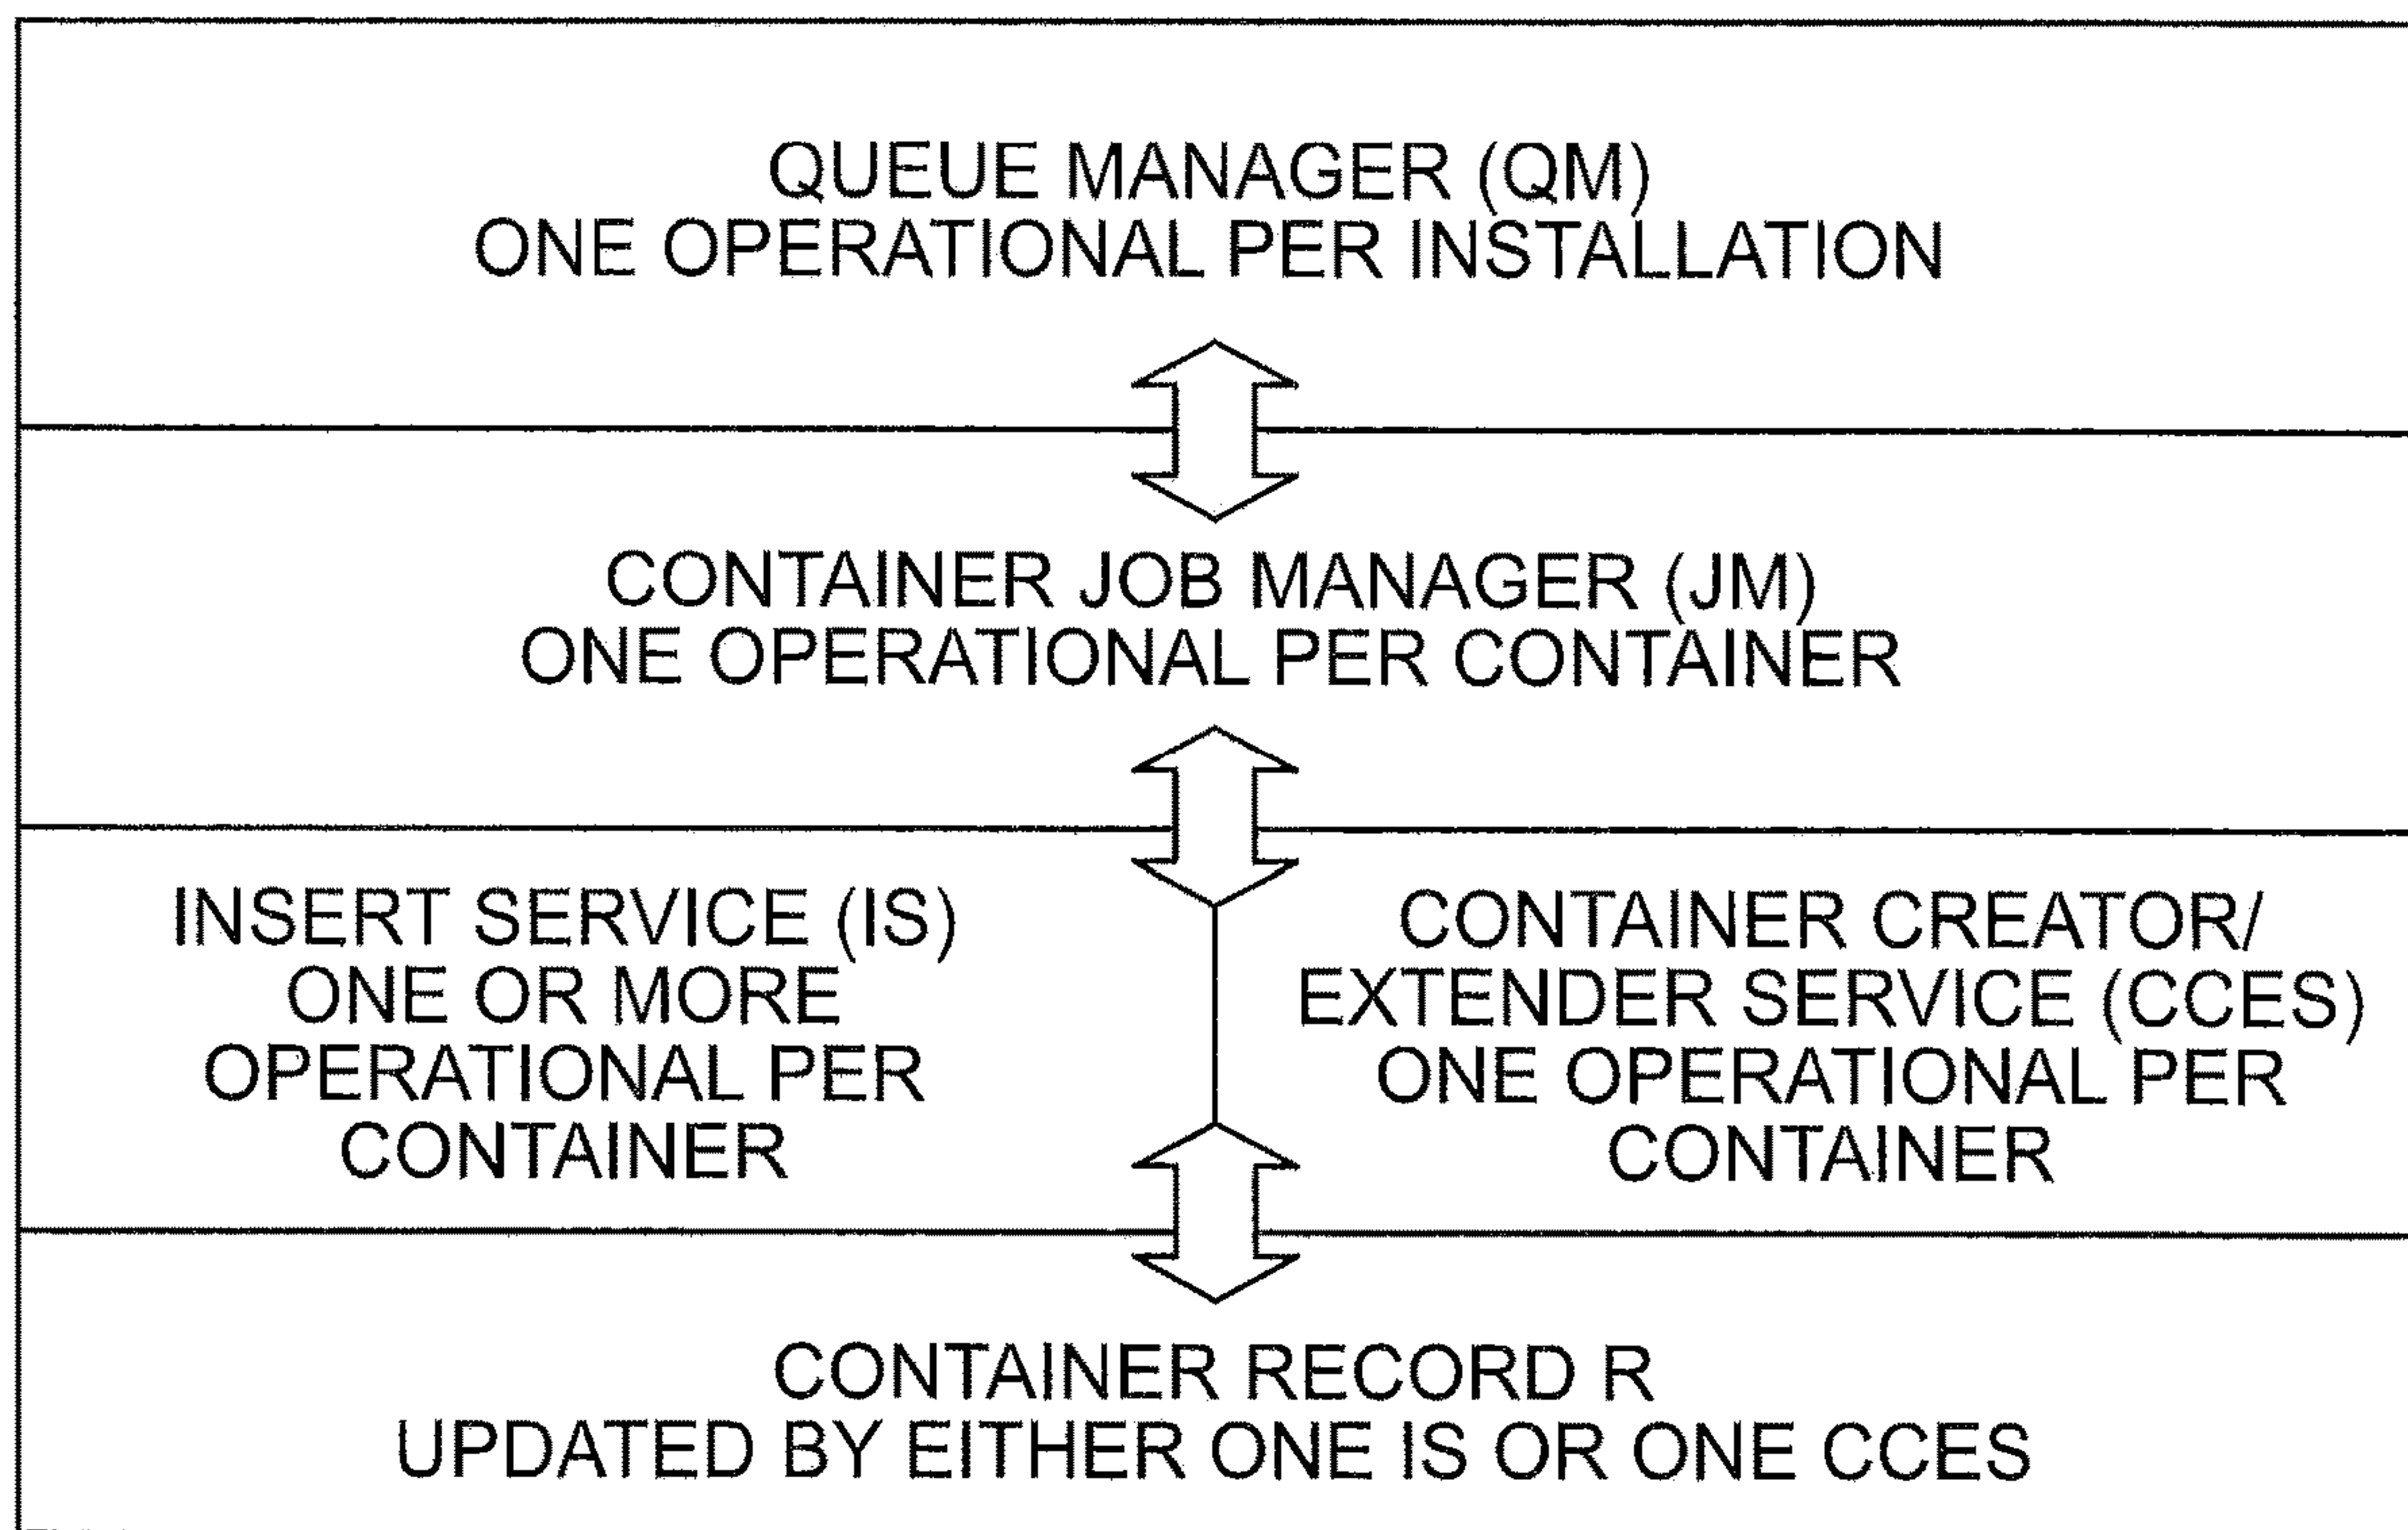 QUEUE MANAGER (QM)
ONE OPERATIONAL PER INSTALLATION
CONTAINER JOB MANAGER (JM)
ONE OPERATIONAL PER CONTAINER
INSERT SERVICE (IS)
ONE OR MORE
OPERATIONAL PER
CONTAINER
CONTAINER CREATOR/
EXTENDER SERVICE (CCES)
ONE OPERATIONAL PER
CONTAINER
CONTAINER RECORD R
UPDATED BY EITHER ONE IS OR ONE CCES